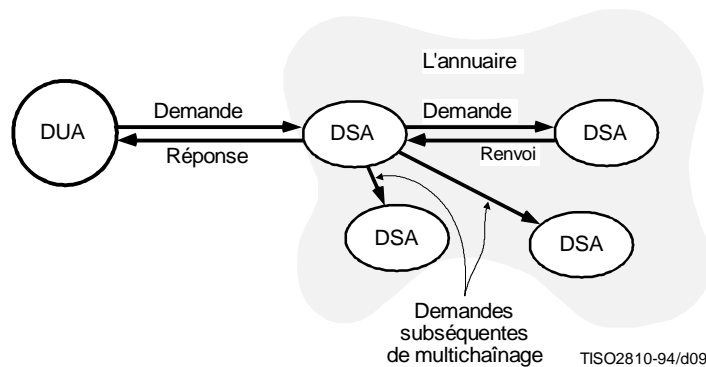 L'annuaire
Demande
Demande
DUA
DSA
DSA
Réponse
Renvoi
DSA
DSA
Demandes
subséquentes
de multichaînage
TISO2810-94/d09